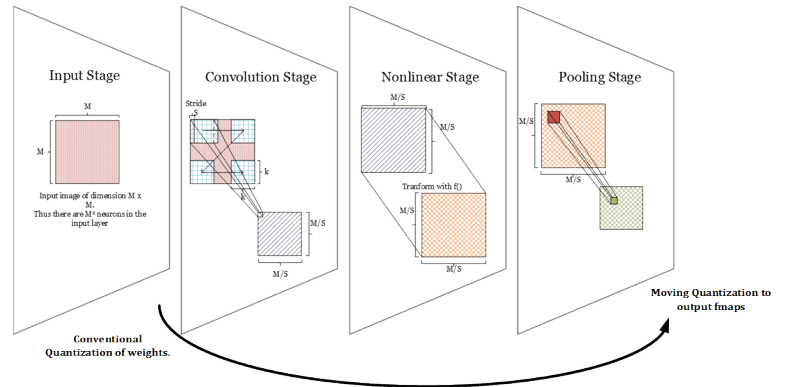 Input Stage
M
M
Input image of dimension M x
M.
Thus there are M² neurons in the
input layer
Convolution Stage
Stride
S
k
k
M/S
M/S
Nonlinear Stage
M/S
M/S
Tranform with f()
M/S
M/S
Pooling Stage
M/S
M/S
Conventional
Quantization of weights.
Moving Quantization to
output fmaps